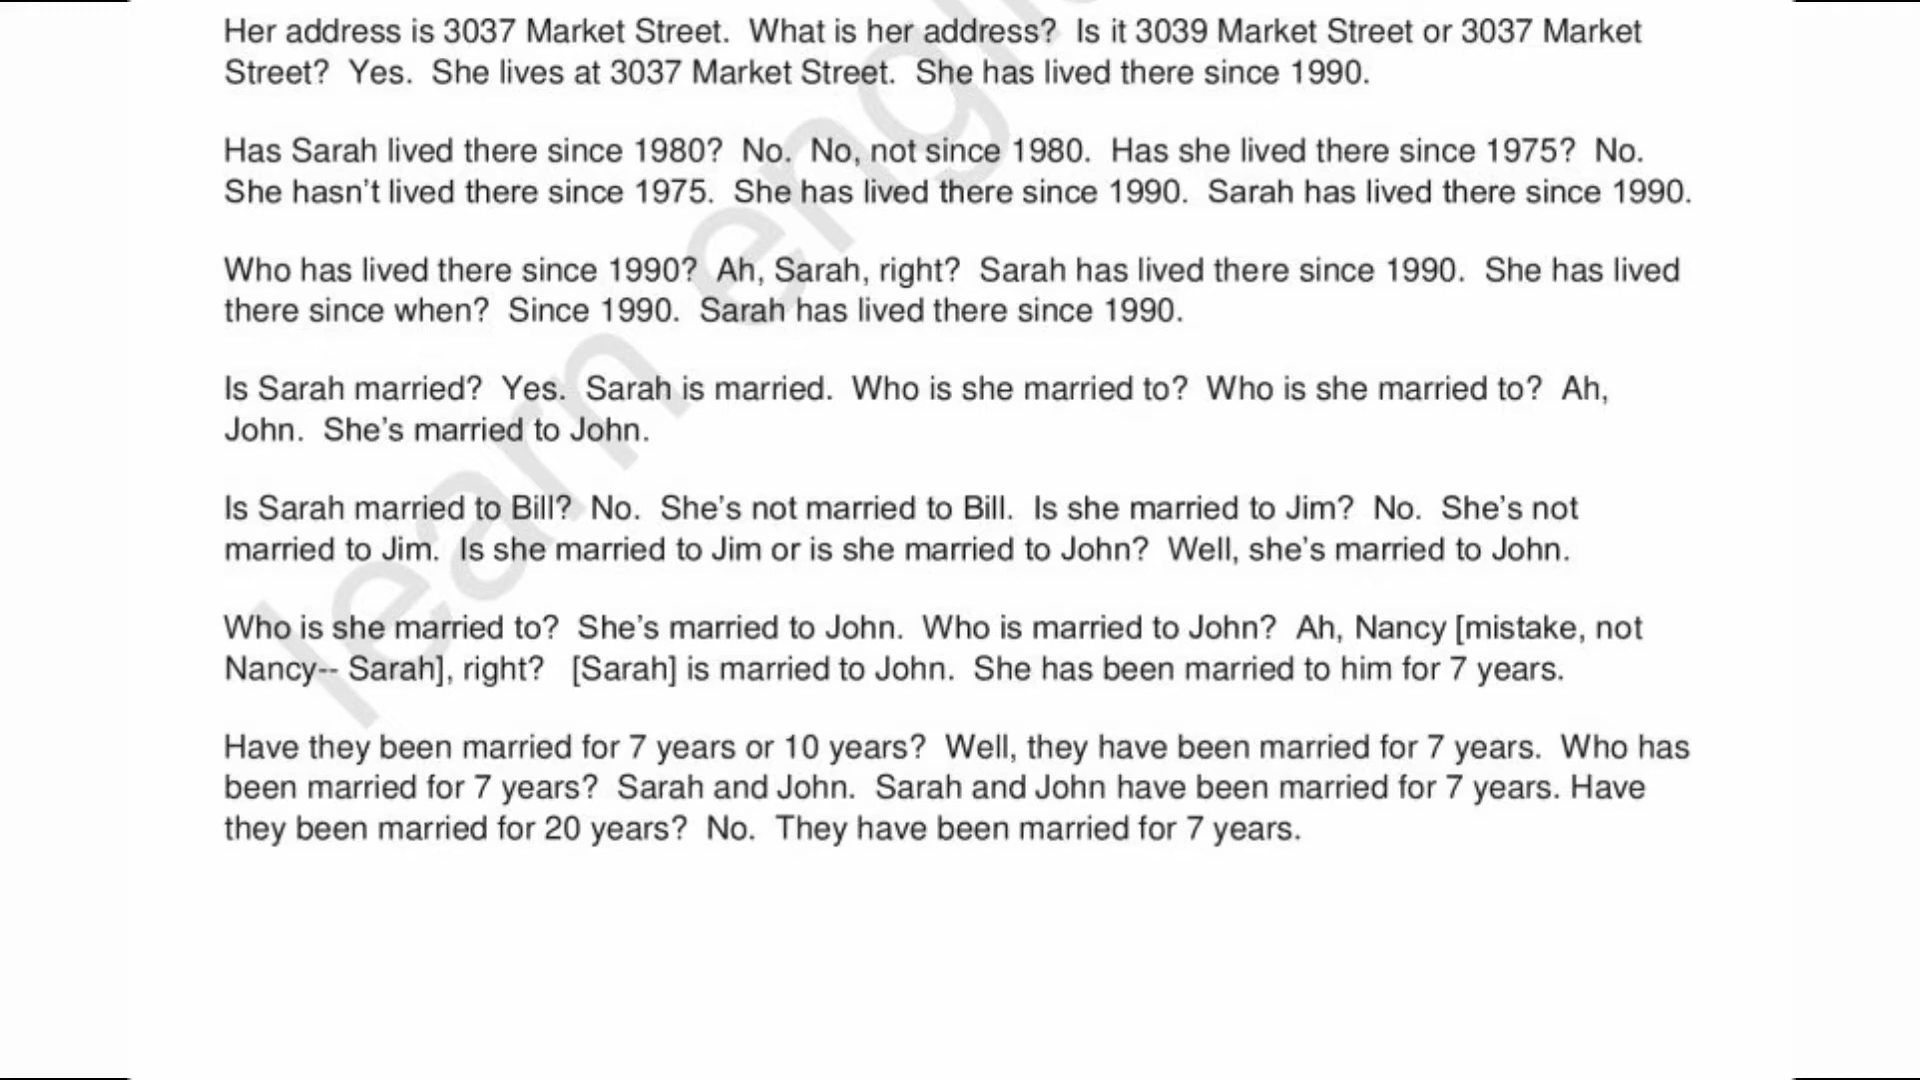 Her address is 3037 Market Street.  What is her address?  Is it 3039 Market Street or 3037 Market
Street?  Yes.  She lives at 3037 Market Street.  She has lived there since 1990.
Has Sarah lived there since 1980?  No.  No, not since 1980.  Has she lived there since 1975?  No.
She hasn’t lived there since 1975.  She has lived there since 1990.  Sarah has lived there since 1990.
Who has lived there since 1990?  Ah, Sarah, right?  Sarah has lived there since 1990.  She has lived
there since when?  Since 1990.  Sarah has lived there since 1990.
Is Sarah married?  Yes.  Sarah is married.  Who is she married to?  Who is she married to?  Ah,
John.  She’s married to John.
Is Sarah married to Bill?  No.  She’s not married to Bill.  Is she married to Jim?  No.  She’s not
married to Jim.  Is she married to Jim or is she married to John?  Well, she’s married to John.
Who is she married to?  She’s married to John.  Who is married to John?  Ah, Nancy [mistake, not
Nancy-- Sarah], right?   [Sarah] is married to John.  She has been married to him for 7 years.
Have they been married for 7 years or 10 years?  Well, they have been married for 7 years.  Who has
been married for 7 years?  Sarah and John.  Sarah and John have been married for 7 years. Have
they been married for 20 years?  No.  They have been married for 7 years.
learn engli